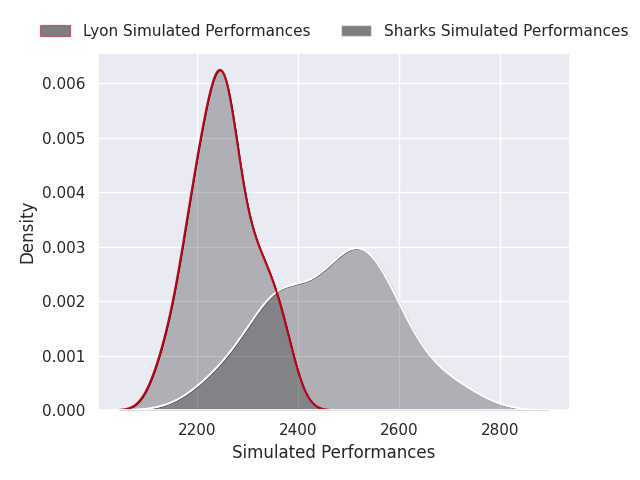 Lyon Simulated Performances
Sharks Simulated Performances
0.006
0.005
0.004
0.003
0.002
0.001
0.000
Density
2200
2400
2600
2800
Simulated Performances